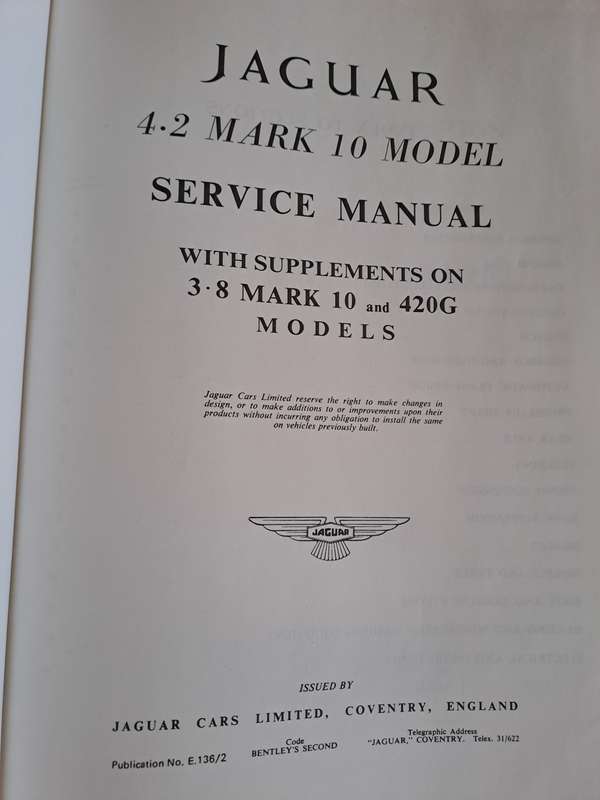 JAGUAR
4·2 MARK 10 MODEL
SERVICE MANUAL
WITH SUPPLEMENTS ON
3·8 MARK 10 and 420G
MODELS
Jaguar Cars Limited reserve the right to make changes in
design, or to make additions to or improvements upon their
products without incurring any obligation to install the same
on vehicles previously built.
JAGUAR
ISSUED BY
JAGUAR CARS LIMITED, COVENTRY, ENGLAND
Publication No. E.136/2
Code
BENTLEY'S SECOND
Telegraphic Address
"JAGUAR," COVENTRY. Telex. 31/622